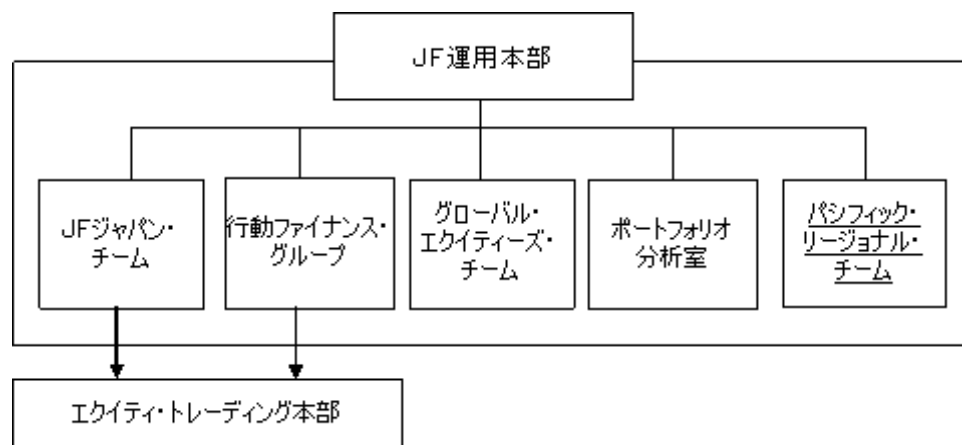 JF運用本部
JFジャパン・
チーム
行動ファイナンス・
グループ
グローバル・
エクイティーズ・
チーム
ポートフォリオ
分析室
パシフィック・
リージョナル・
チーム
エクイティ・トレーディング本部